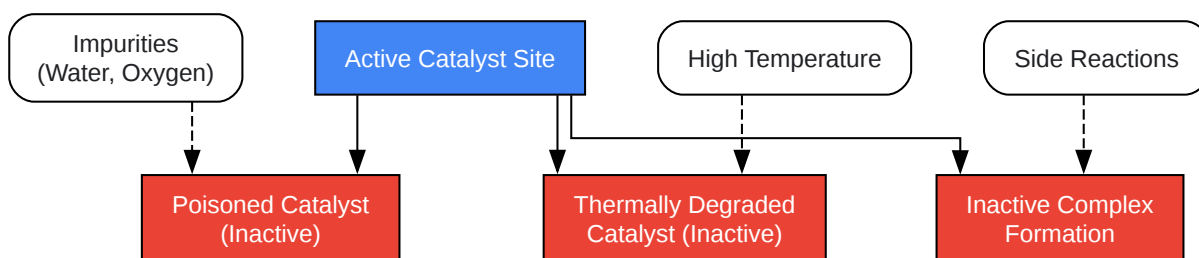 Impurities
(Water, Oxygen)
Active Catalyst Site
High Temperature
Side Reactions
Poisoned Catalyst
(Inactive)
Thermally Degraded
Catalyst (Inactive)
Inactive Complex
Formation